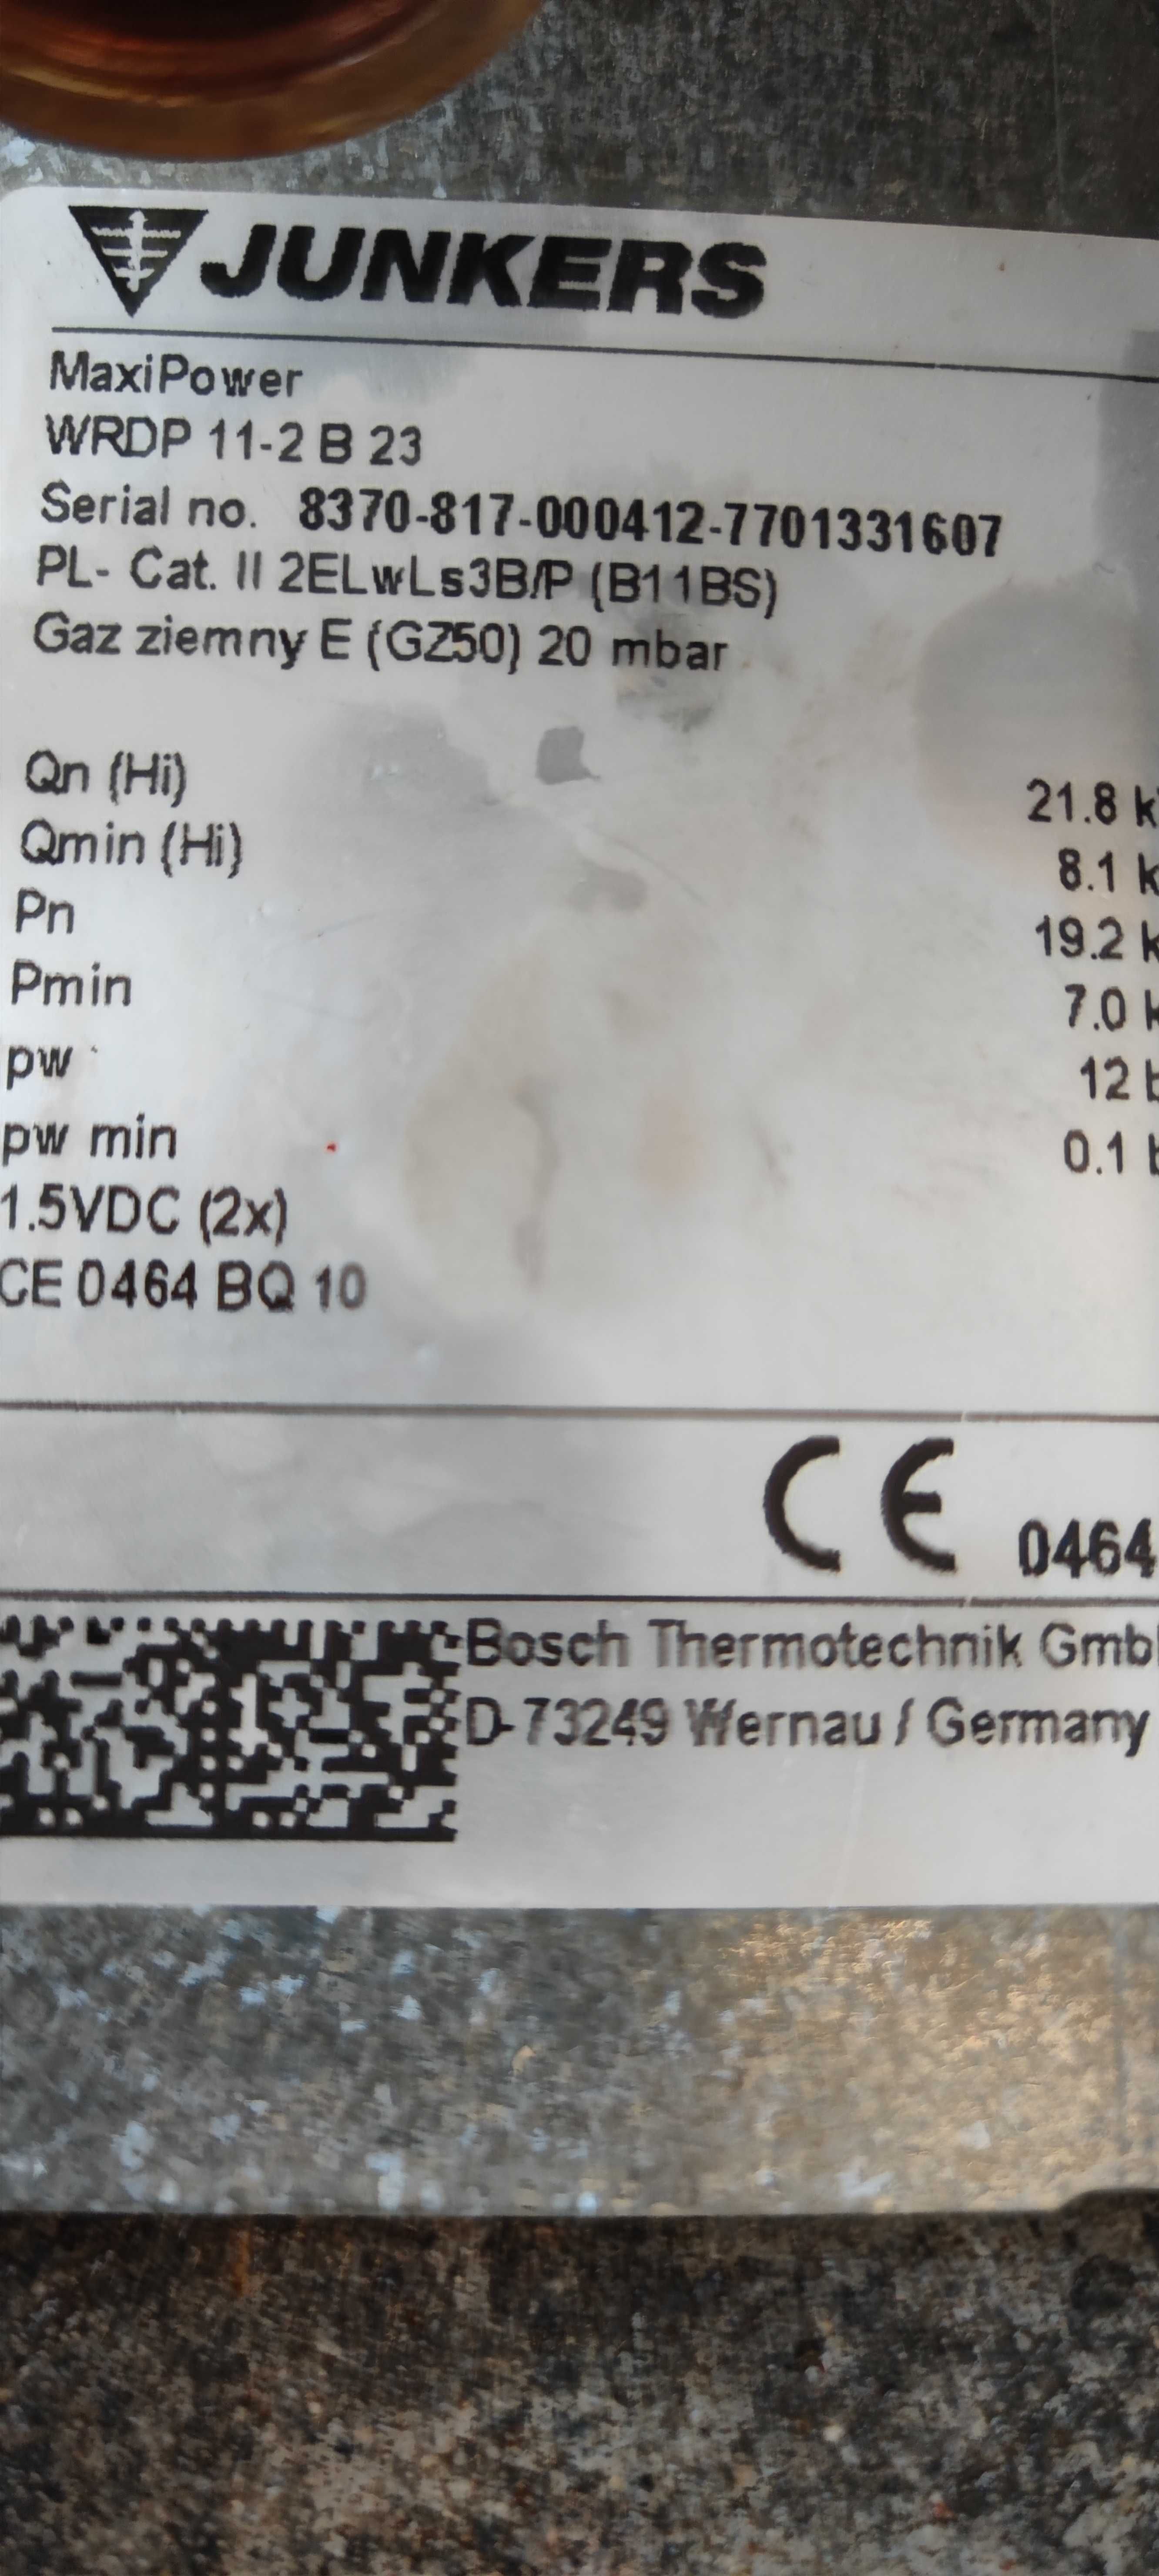 JUNKERS
MaxiPower
WRDP 11-2 B 23
Serial no. 8370-817-000412-7701331607
PL- Cat. II 2ELwLs3B/P (B11BS)
Gaz ziemny E (GZ50) 20 mbar
Qn (Hi) 21.8 k
Qmin (Hi) 8.1 k
Pn 19.2 k
Pmin 7.0 k
pw 12 b
pw min 0.1 b
1.5VDC (2x)
CE 0464 BQ 10
CE 0464
Bosch Thermotechnik Gmb
D-73249 Wernau / Germany